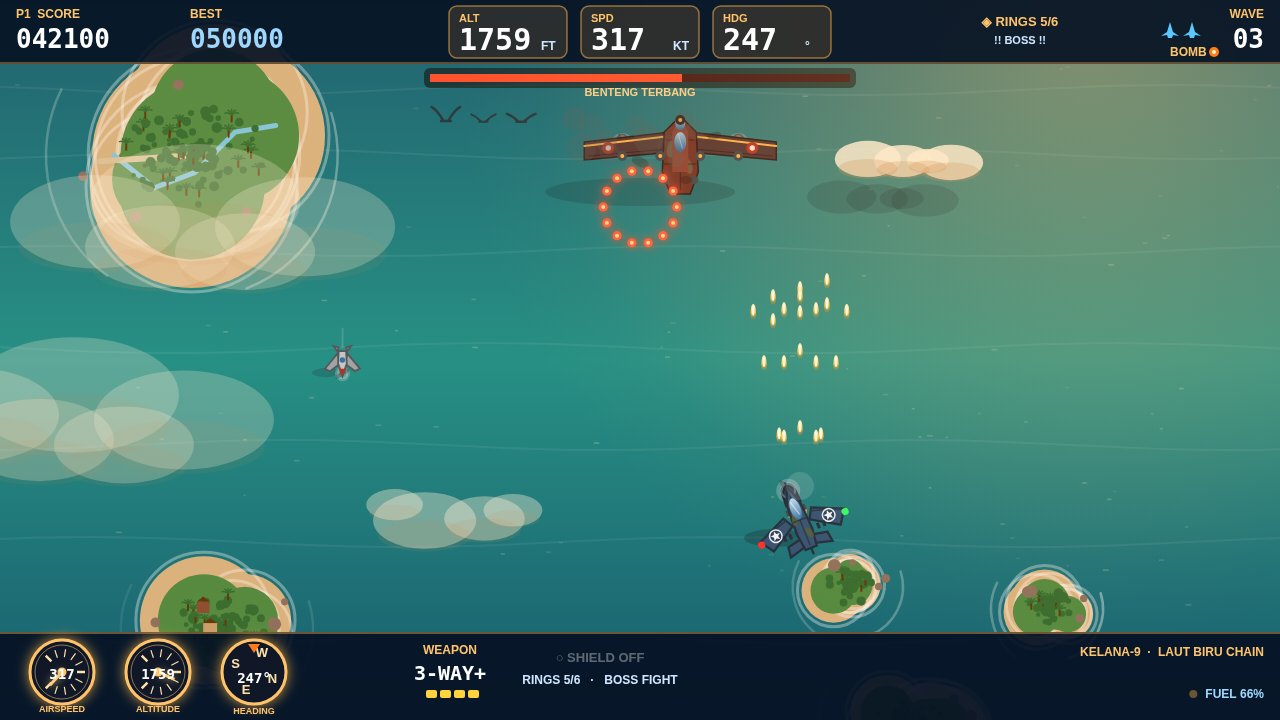 P1 SCORE
042100
BEST
050000
ALT
1759 FT
SPD
317 KT
HDG
247 °
◈ RINGS 5/6
!! BOSS !!
WAVE
03
BOMB
BENTENG TERBANG
317
AIRSPEED
1759
ALTITUDE
W
S
N
E
247°
HEADING
WEAPON
3-WAY+
○ SHIELD OFF
RINGS 5/6 · BOSS FIGHT
KELANA-9 · LAUT BIRU CHAIN
FUEL 66%